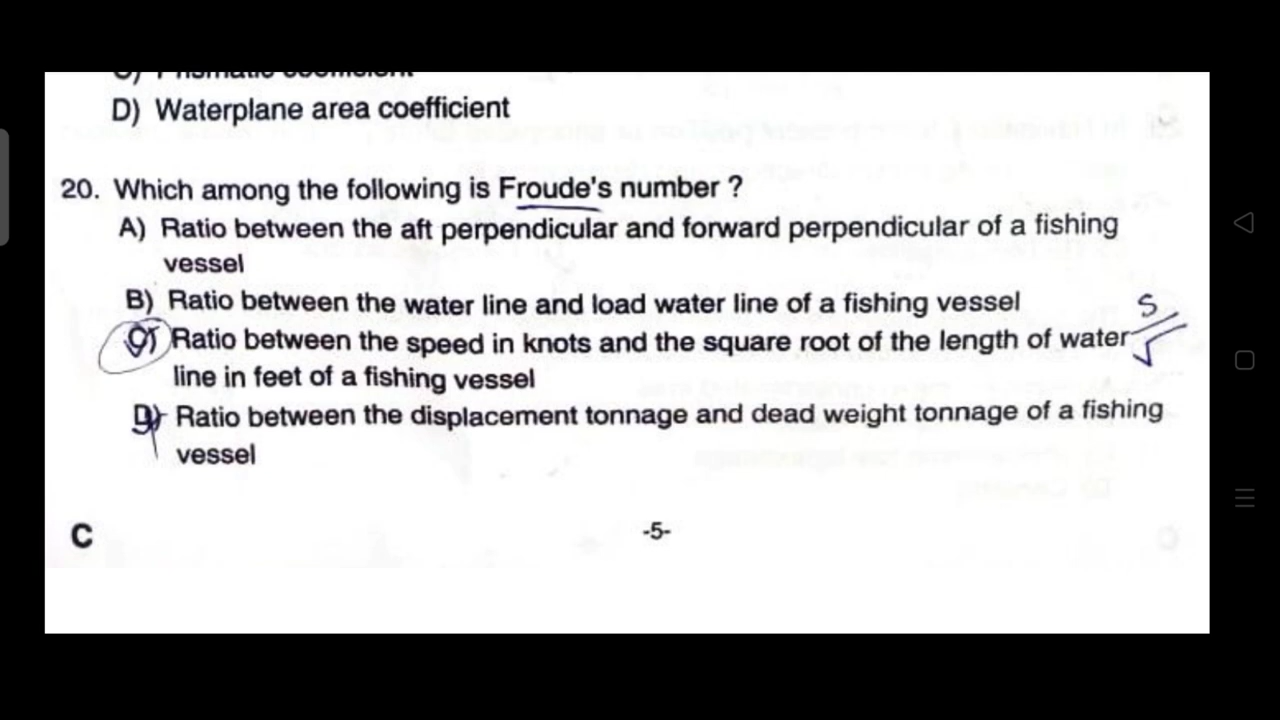 C) Prismatic coefficient
D) Waterplane area coefficient
20. Which among the following is Froude's number ?
A) Ratio between the aft perpendicular and forward perpendicular of a fishing
vessel
B) Ratio between the water line and load water line of a fishing vessel
C) Ratio between the speed in knots and the square root of the length of water
line in feet of a fishing vessel
D) Ratio between the displacement tonnage and dead weight tonnage of a fishing
vessel
S
√
C -5-